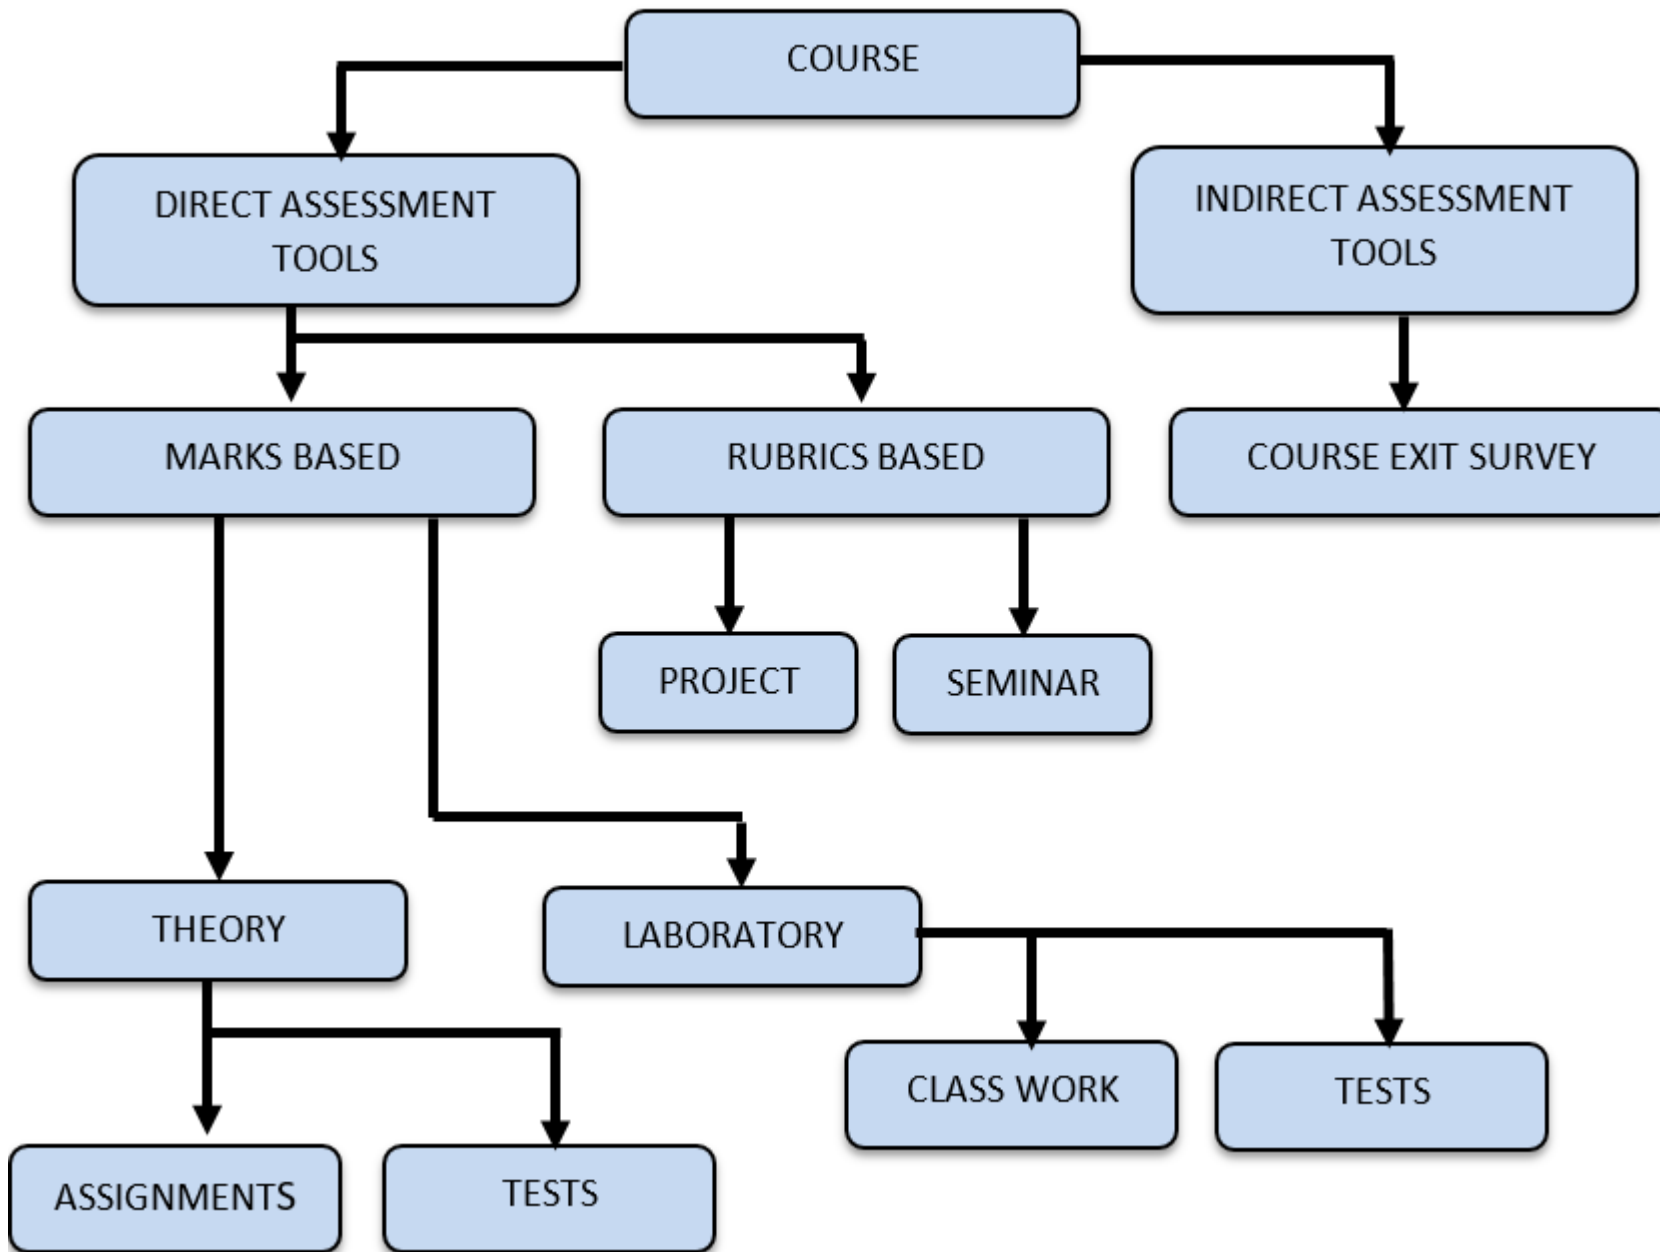 COURSE
DIRECT ASSESSMENT
TOOLS
INDIRECT ASSESSMENT
TOOLS
MARKS BASED
RUBRICS BASED
COURSE EXIT SURVEY
PROJECT
SEMINAR
THEORY
LABORATORY
CLASS WORK
TESTS
ASSIGNMENTS
TESTS